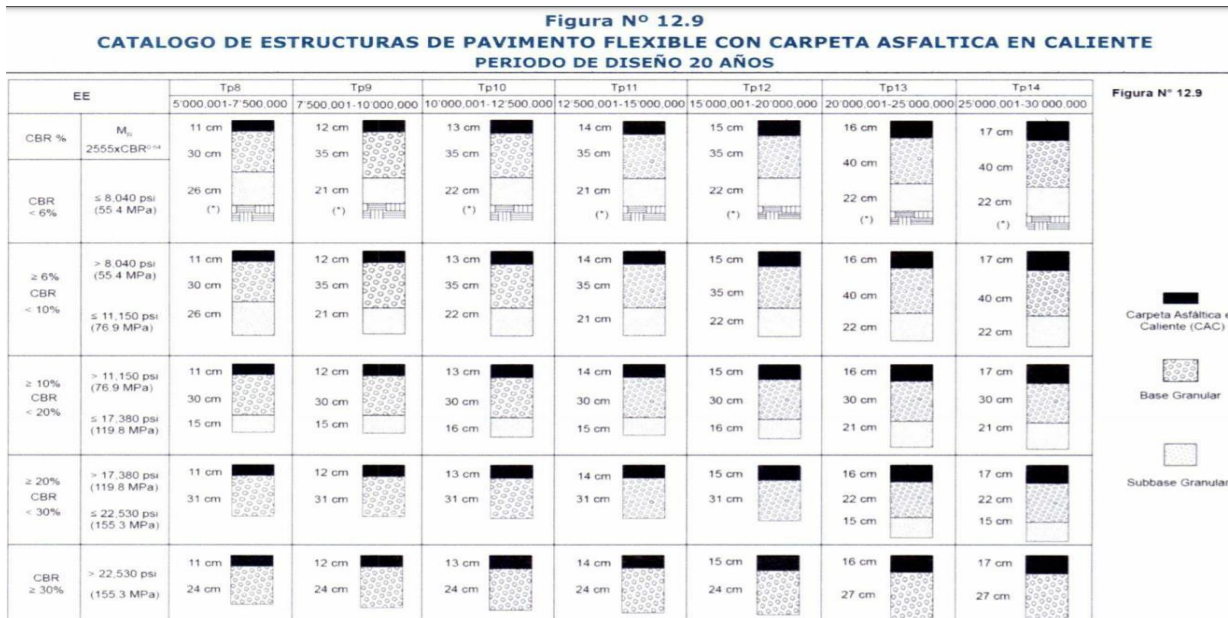 Figura Nº 12.9
CATALOGO DE ESTRUCTURAS DE PAVIMENTO FLEXIBLE CON CARPETA ASFALTICA EN CALIENTE
PERIODO DE DISEÑO 20 AÑOS
EE Tp8 Tp9 Tp10 Tp11 Tp12 Tp13 Tp14
5'000,001-7'500,000 7'500,001-10'000,000 10'000,001-12'500,000 12'500,001-15'000,000 15'000,001-20'000,000 20'000,001-25'000,000 25'000,001-30'000,000
Figura N° 12.9
CBR % M_R 2555xCBR^0.64
CBR < 6% ≤ 8,040 psi (55.4 MPa)
11 cm 12 cm 13 cm 14 cm 15 cm 16 cm 17 cm
30 cm 35 cm 35 cm 35 cm 35 cm 40 cm 40 cm
26 cm 21 cm 22 cm 21 cm 22 cm 22 cm 22 cm
(*) (*) (*) (*) (*) (*) (*)
≥ 6% CBR < 10% > 8,040 psi (55.4 MPa) ≤ 11,150 psi (76.9 MPa)
11 cm 12 cm 13 cm 14 cm 15 cm 16 cm 17 cm
30 cm 35 cm 35 cm 35 cm 35 cm 40 cm 40 cm
26 cm 21 cm 22 cm 21 cm 22 cm 22 cm 22 cm
≥ 10% CBR < 20% > 11,150 psi (76.9 MPa) ≤ 17,380 psi (119.8 MPa)
11 cm 12 cm 13 cm 14 cm 15 cm 16 cm 17 cm
30 cm 30 cm 30 cm 30 cm 30 cm 30 cm 30 cm
15 cm 15 cm 16 cm 15 cm 16 cm 21 cm 21 cm
≥ 20% CBR < 30% > 17,380 psi (119.8 MPa) ≤ 22,530 psi (155.3 MPa)
11 cm 12 cm 13 cm 14 cm 15 cm 16 cm 17 cm
31 cm 31 cm 31 cm 31 cm 31 cm 22 cm 22 cm
15 cm 15 cm
CBR ≥ 30% > 22,530 psi (155.3 MPa)
11 cm 12 cm 13 cm 14 cm 15 cm 16 cm 17 cm
24 cm 24 cm 24 cm 24 cm 24 cm 27 cm 27 cm
Carpeta Asfáltica e
Caliente (CAC)
Base Granular
Subbase Granular